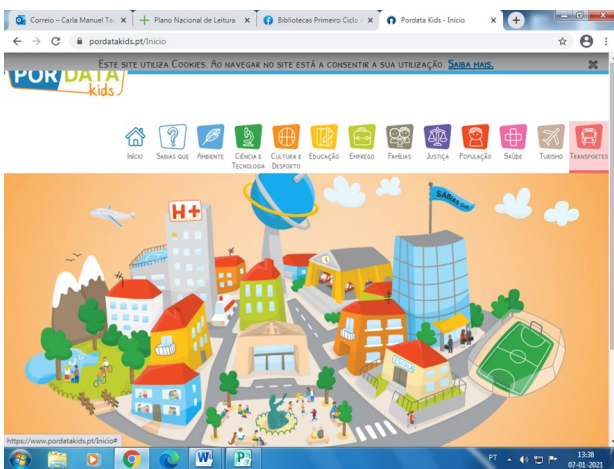 Correio – Carla Manuel Ta
Plano Nacional de Leitura
Bibliotecas Primeiro Ciclo
Pordata Kids - Início
pordatakids.pt/Inicio
ESTE SITE UTILIZA COOKIES. AO NAVEGAR NO SITE ESTÁ A CONSENTIR A SUA UTILIZAÇÃO. SAIBA MAIS.
PORDATA
kids
INÍCIO
SABIAS QUE
AMBIENTE
CIÊNCIA E
TECNOLOGIA
CULTURA E
DESPORTO
EDUCAÇÃO
EMPREGO
FAMÍLIAS
JUSTIÇA
POPULAÇÃO
SAÚDE
TURISMO
TRANSPORTES
H+
SABIAS QUE
ESCOLA
https://www.pordatakids.pt/Inicio#
PT
13:38
07-01-2021